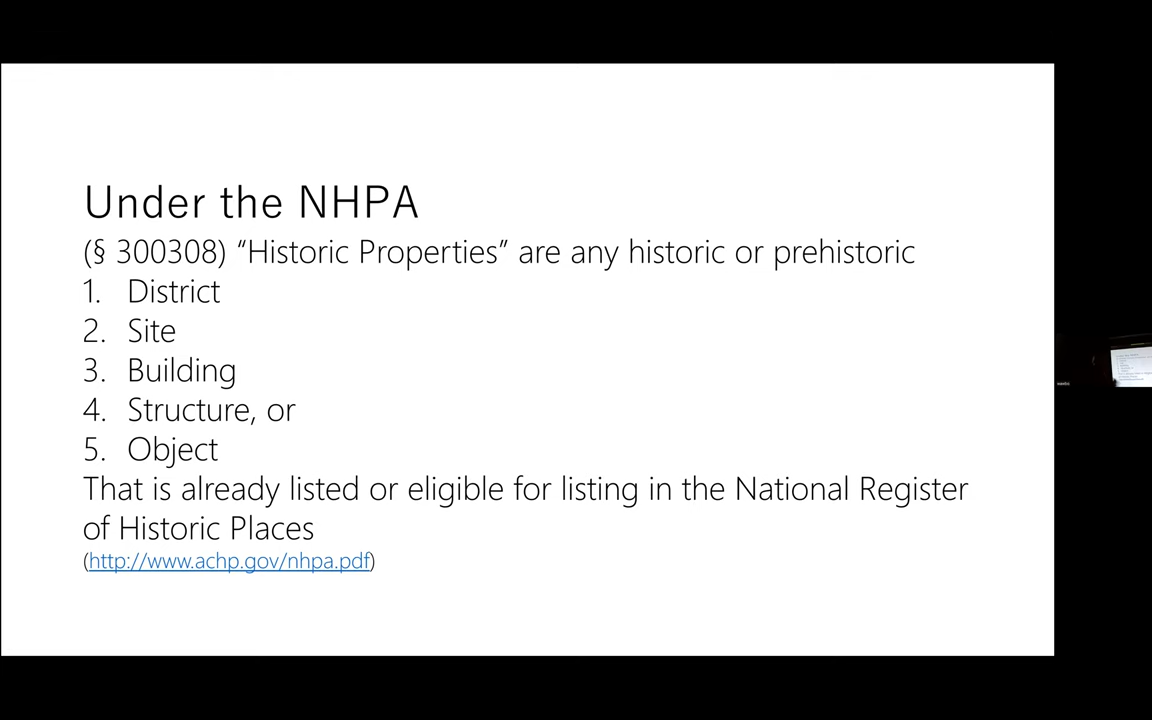 Under the NHPA
(§ 300308) “Historic Properties” are any historic or prehistoric
1. District
2. Site
3. Building
4. Structure, or
5. Object
That is already listed or eligible for listing in the National Register
of Historic Places
(http://www.achp.gov/nhpa.pdf)